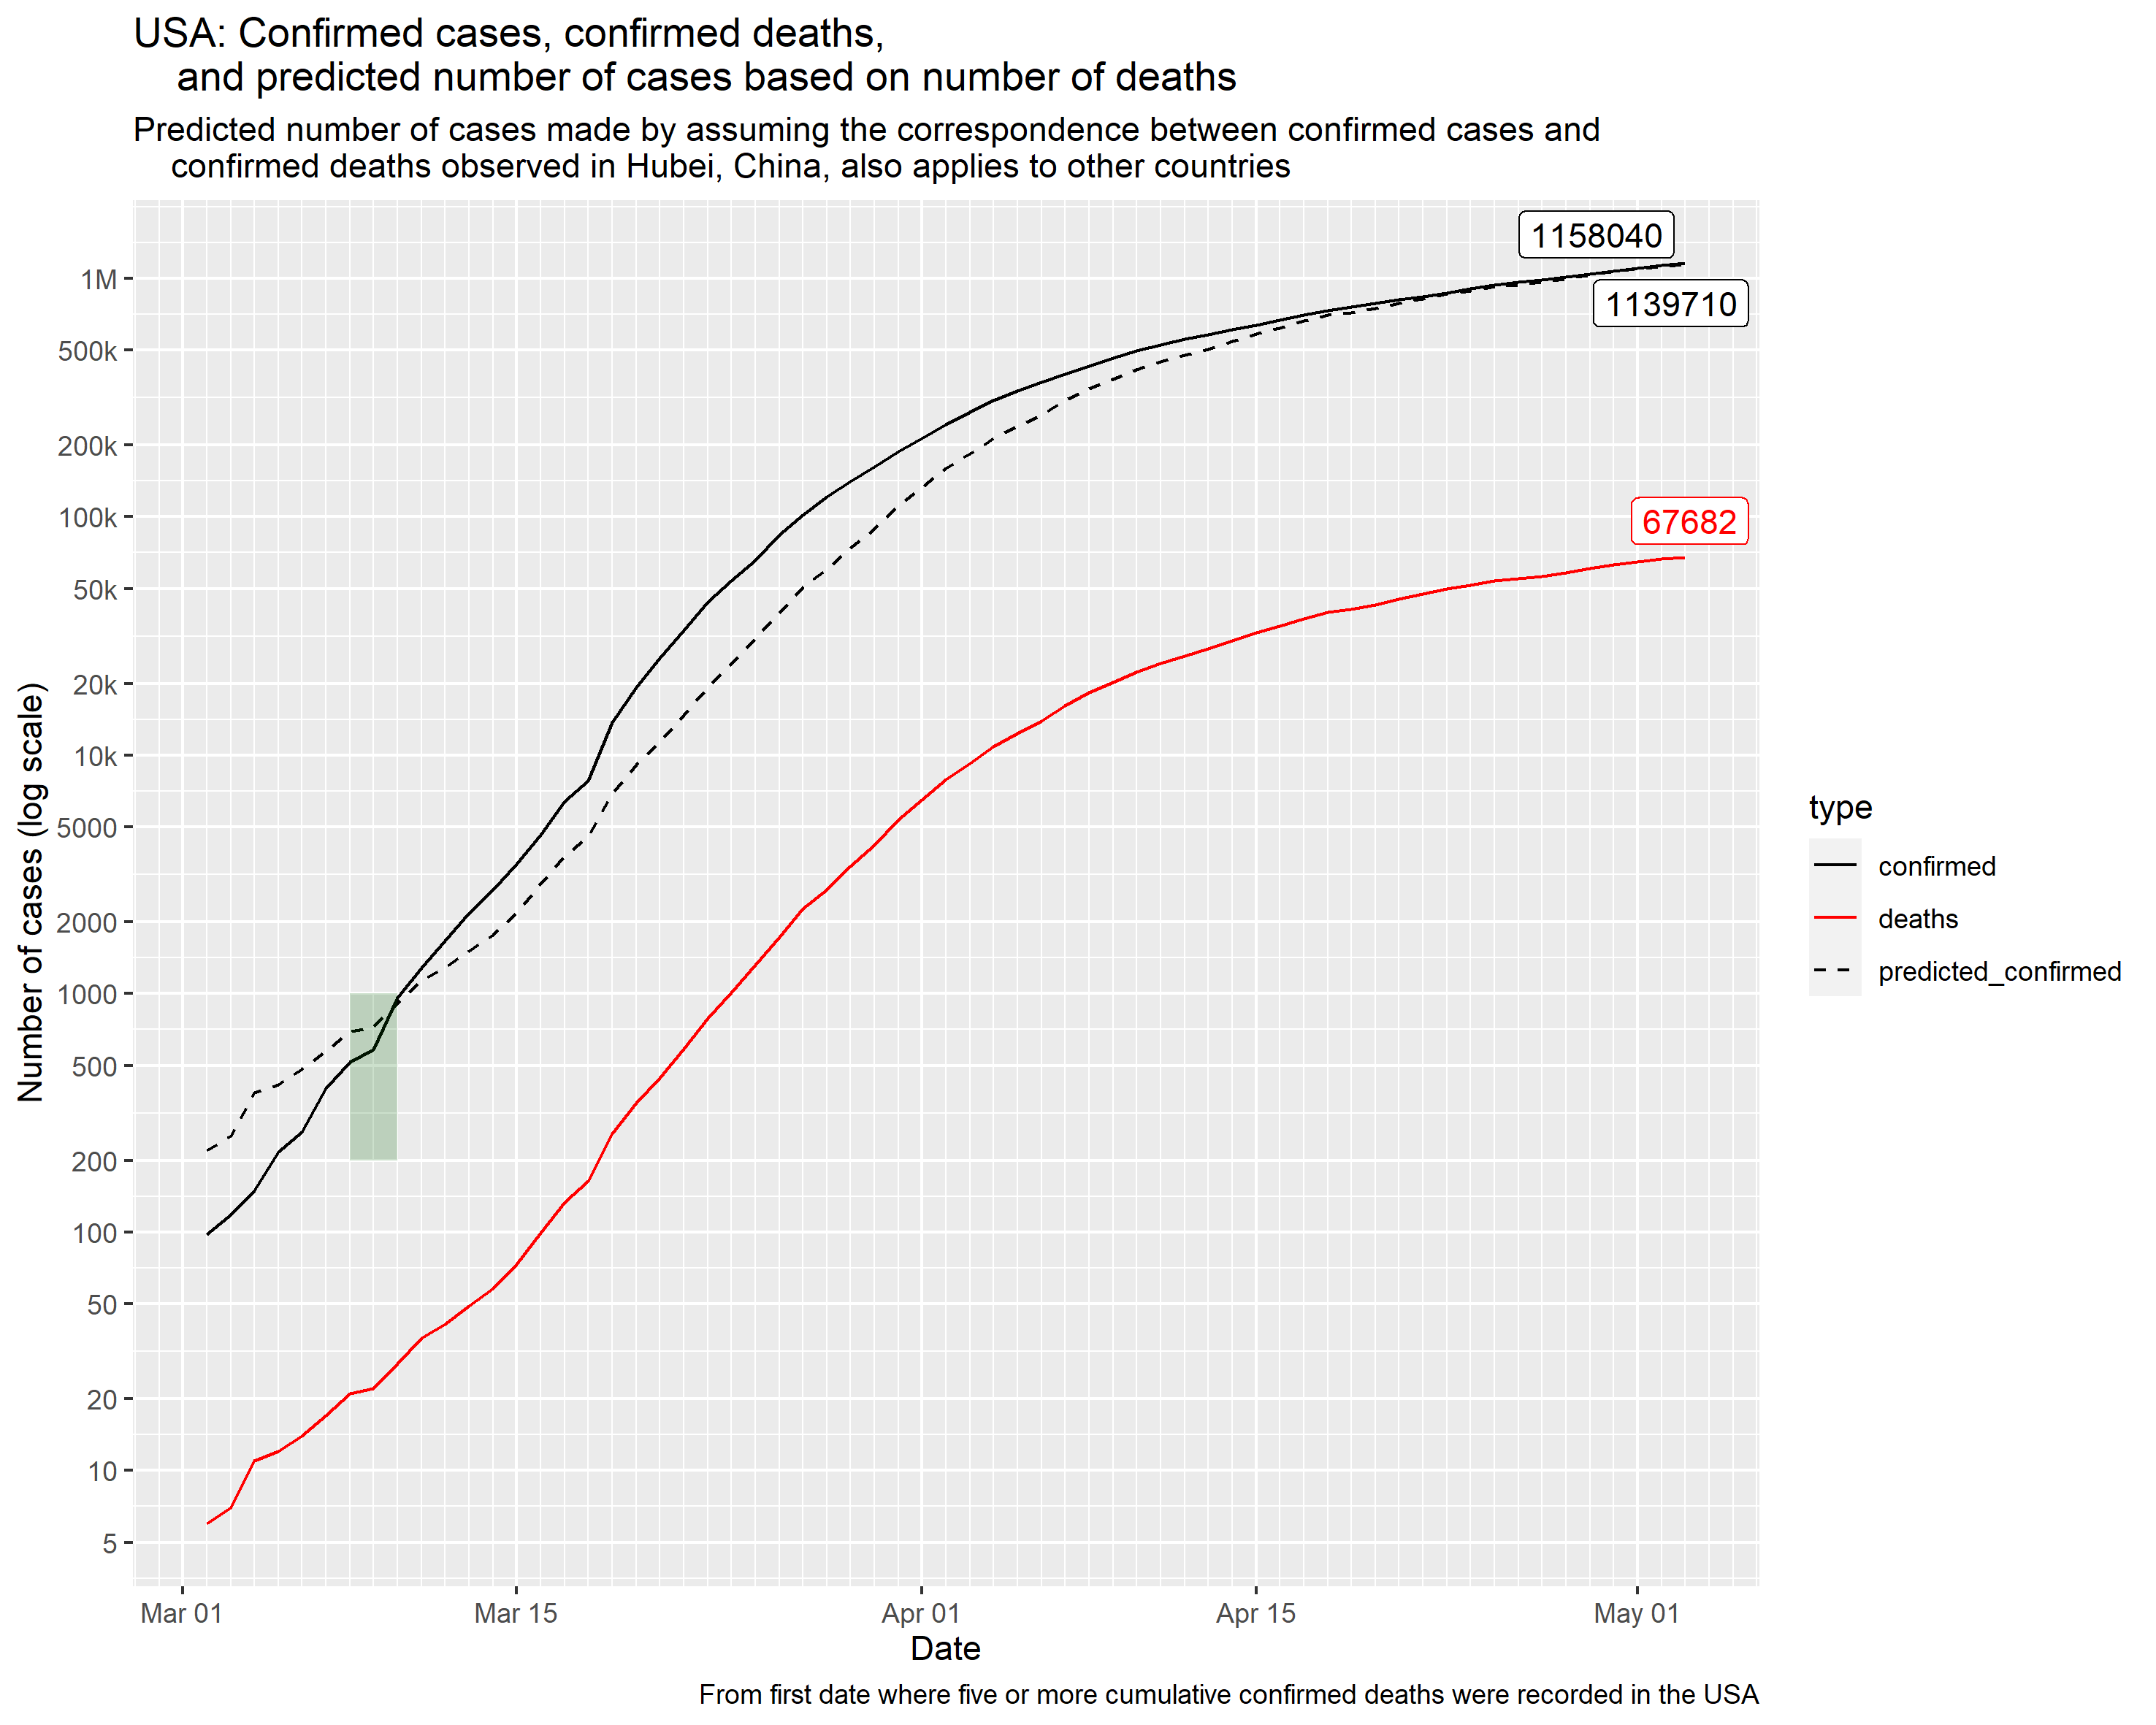 USA: Confirmed cases, confirmed deaths,
and predicted number of cases based on number of deaths
Predicted number of cases made by assuming the correspondence between confirmed cases and
confirmed deaths observed in Hubei, China, also applies to other countries
Number of cases (log scale)
1M
500k
200k
100k
50k
20k
10k
5000
2000
1000
500
200
100
50
20
10
5
1158040
1139710
67682
type
confirmed
deaths
predicted_confirmed
Mar 01
Mar 15
Apr 01
Apr 15
May 01
Date
From first date where five or more cumulative confirmed deaths were recorded in the USA